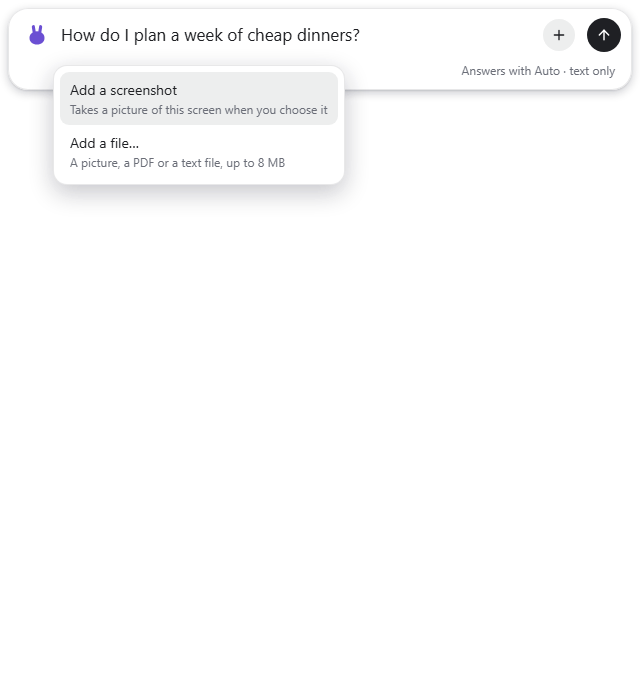 How do I plan a week of cheap dinners?
Answers with Auto · text only
Add a screenshot
Takes a picture of this screen when you choose it
Add a file...
A picture, a PDF or a text file, up to 8 MB